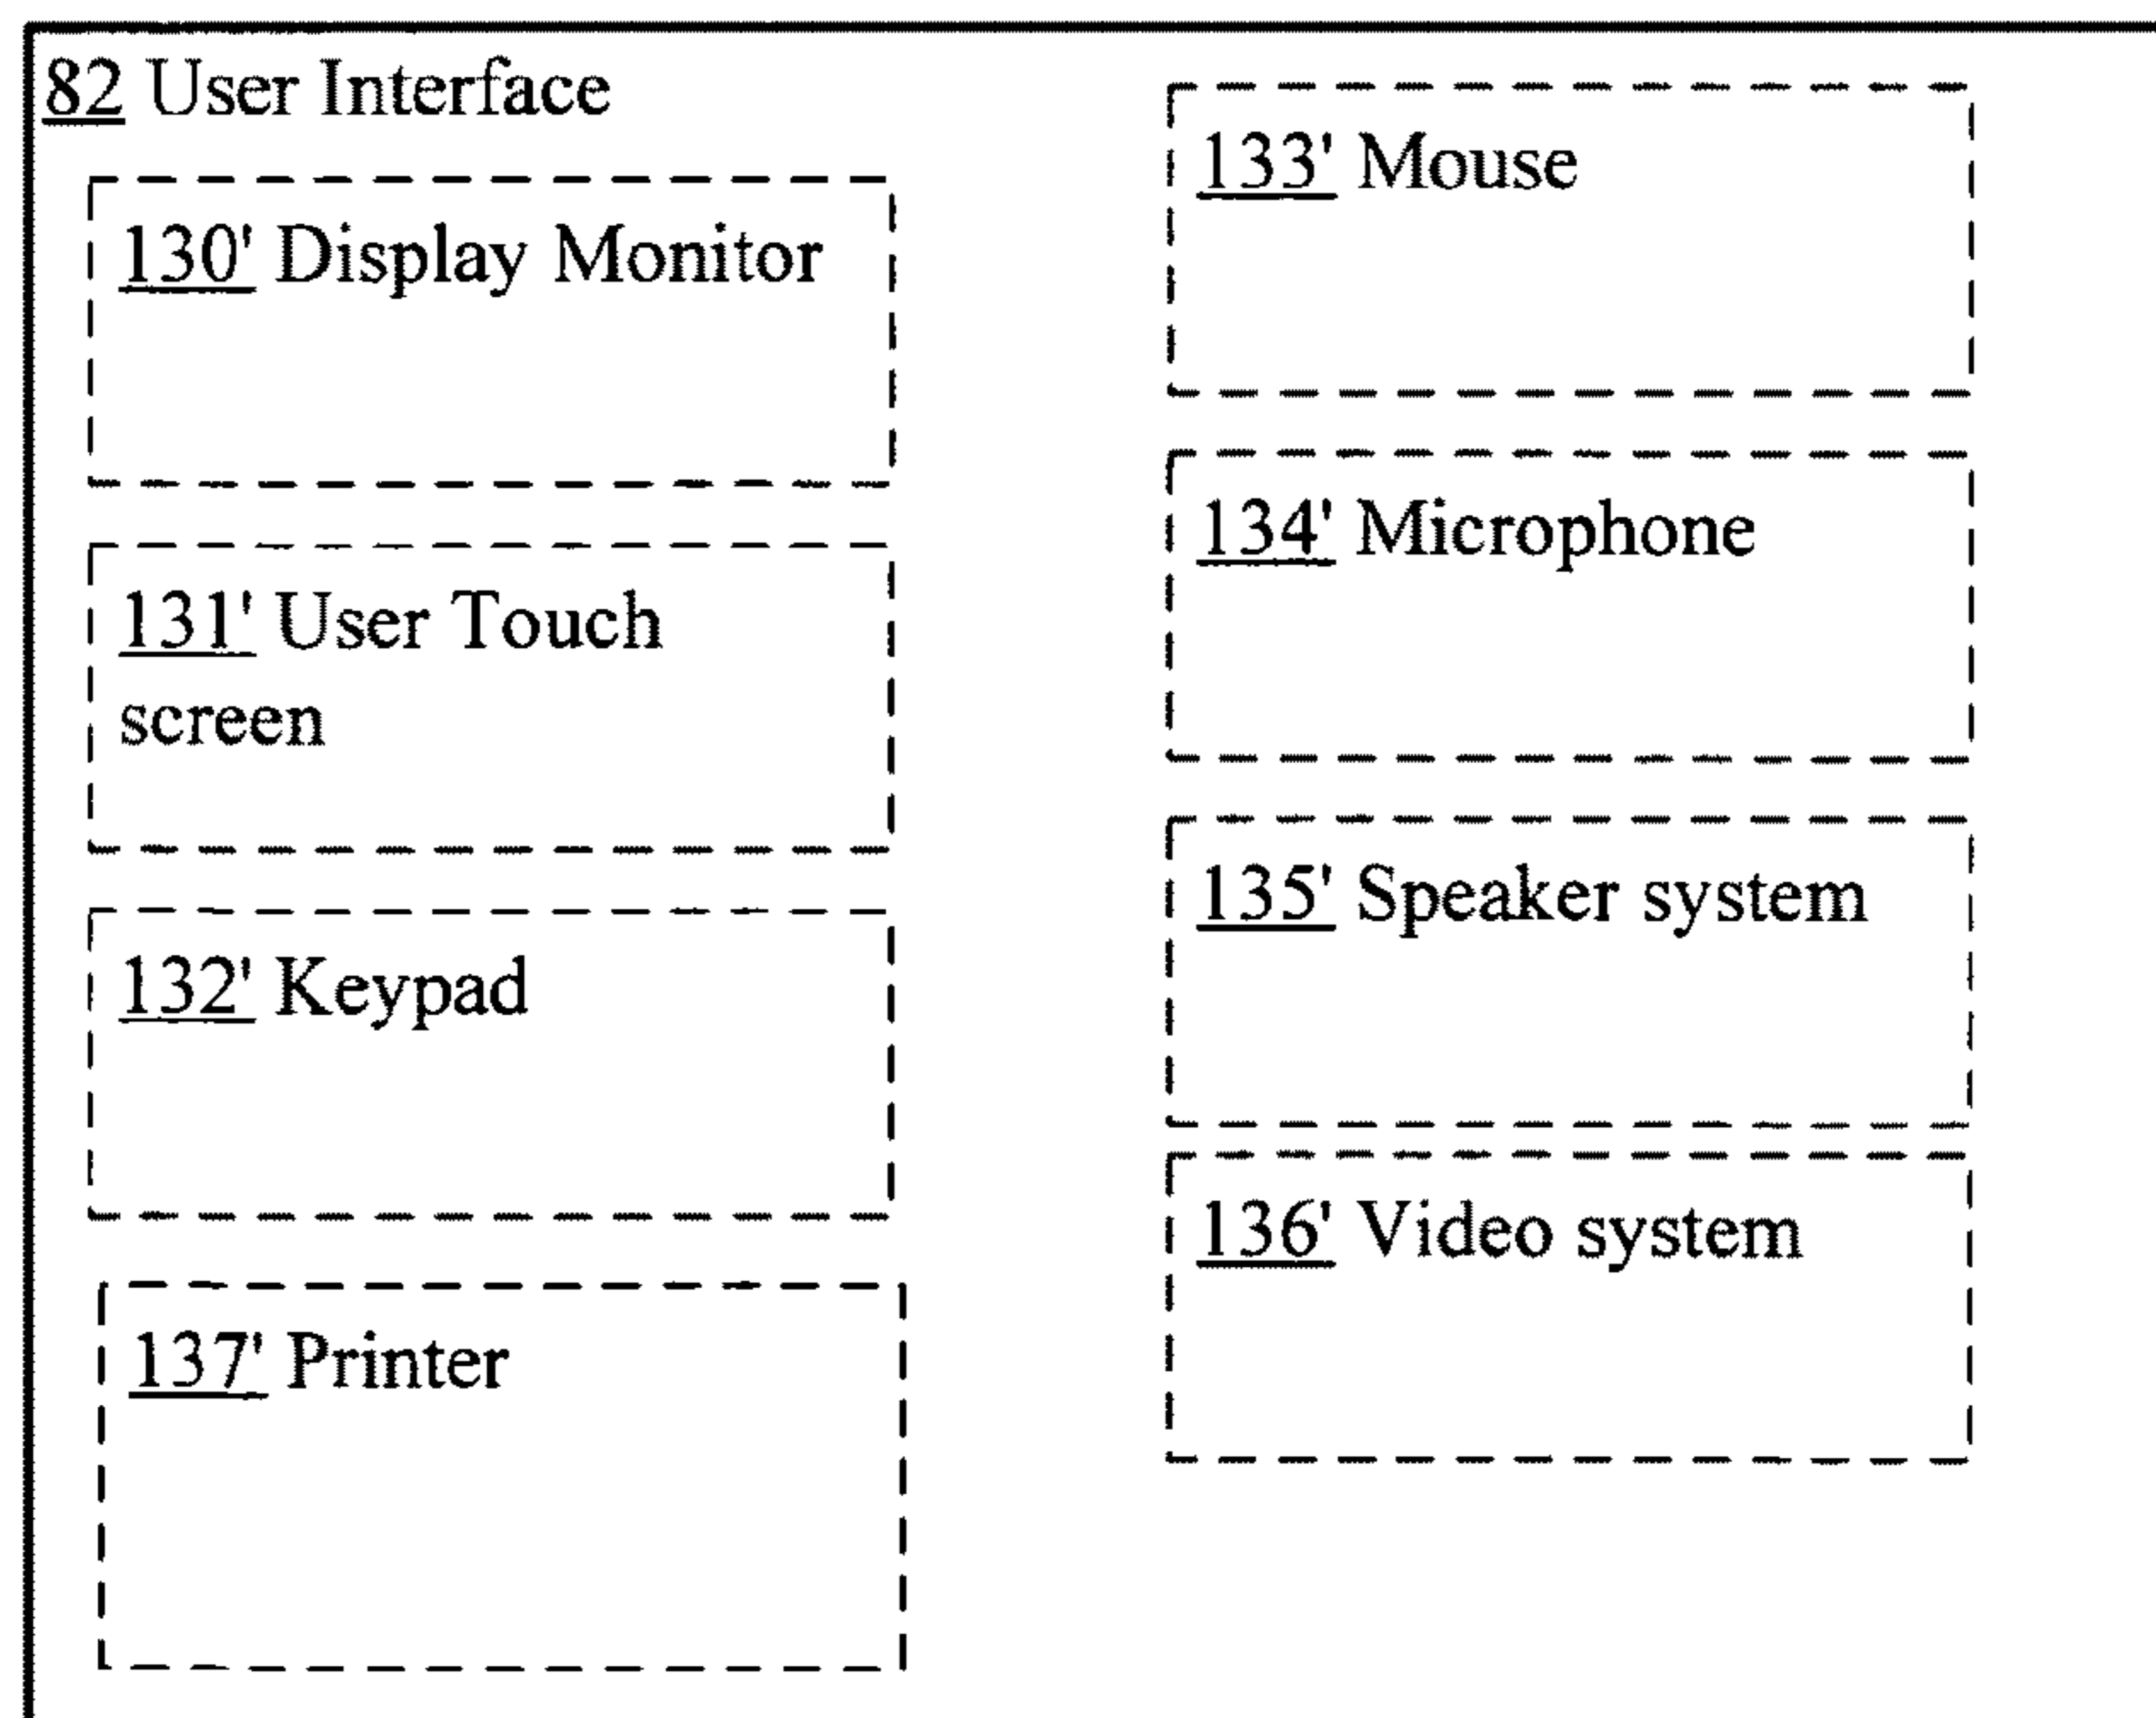 82 User Interface
130' Display Monitor
131' User Touch
screen
132' Keypad
137' Printer
133' Mouse
134' Microphone
135' Speaker system
136' Video system